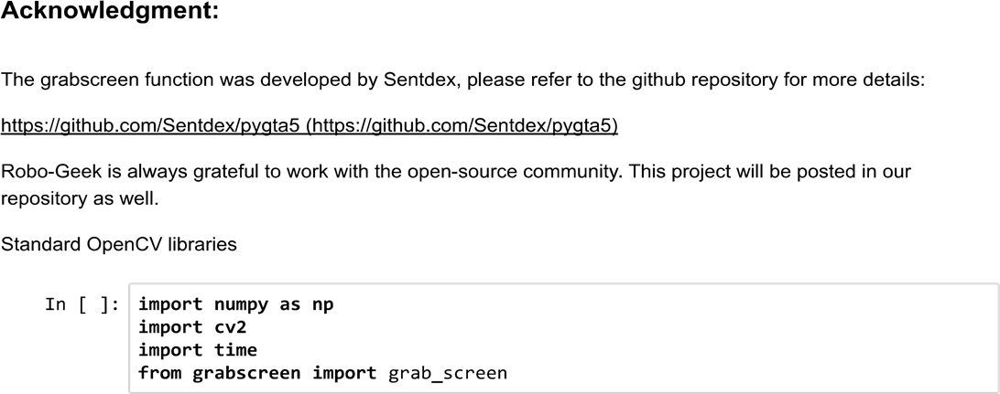 Acknowledgment:
The grabscreen function was developed by Sentdex, please refer to the github repository for more details:
https://github.com/Sentdex/pygta5 (https://github.com/Sentdex/pygta5)
Robo-Geek is always grateful to work with the open-source community. This project will be posted in our
repository as well.
Standard OpenCV libraries
In [ ]: import numpy as np
import cv2
import time
from grabscreen import grab_screen